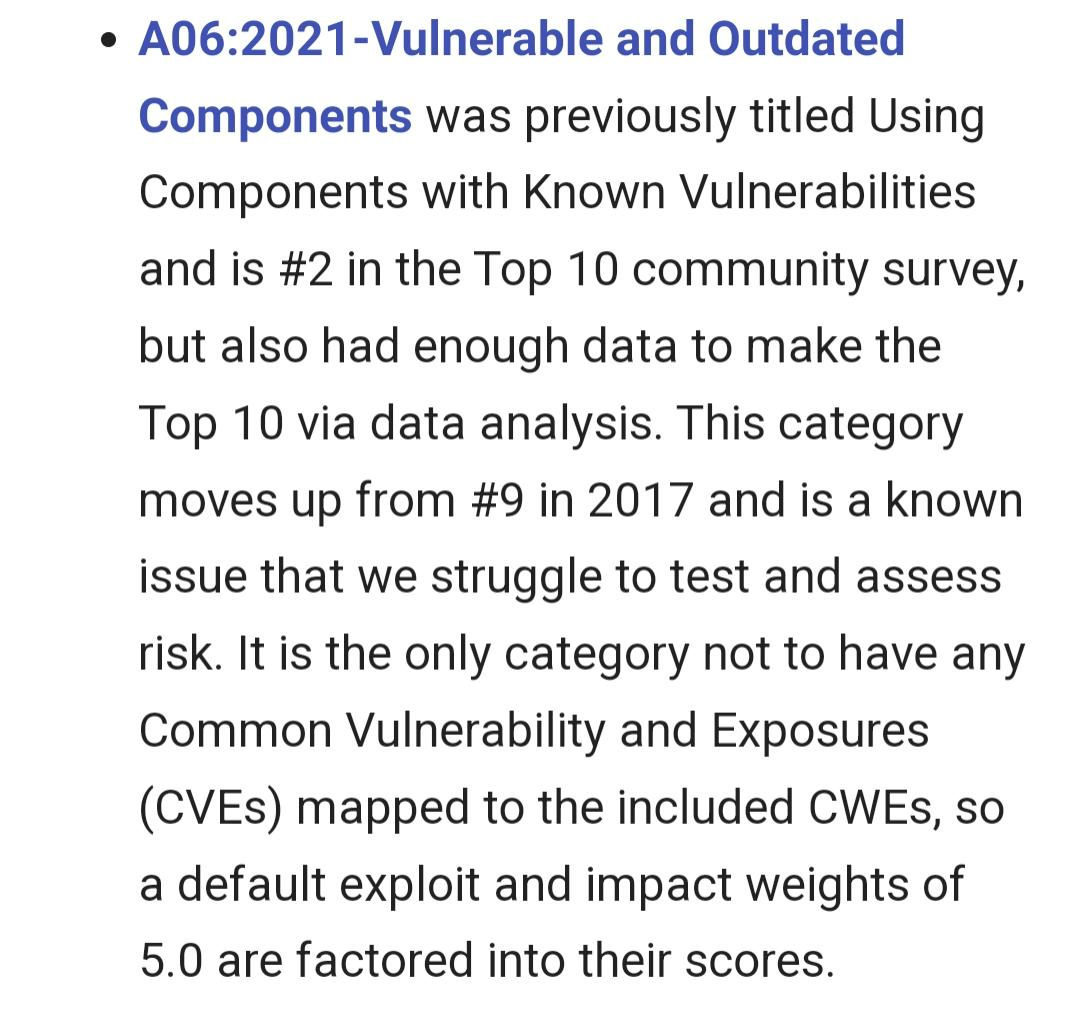 • A06:2021-Vulnerable and Outdated
Components was previously titled Using
Components with Known Vulnerabilities
and is #2 in the Top 10 community survey,
but also had enough data to make the
Top 10 via data analysis. This category
moves up from #9 in 2017 and is a known
issue that we struggle to test and assess
risk. It is the only category not to have any
Common Vulnerability and Exposures
(CVEs) mapped to the included CWEs, so
a default exploit and impact weights of
5.0 are factored into their scores.